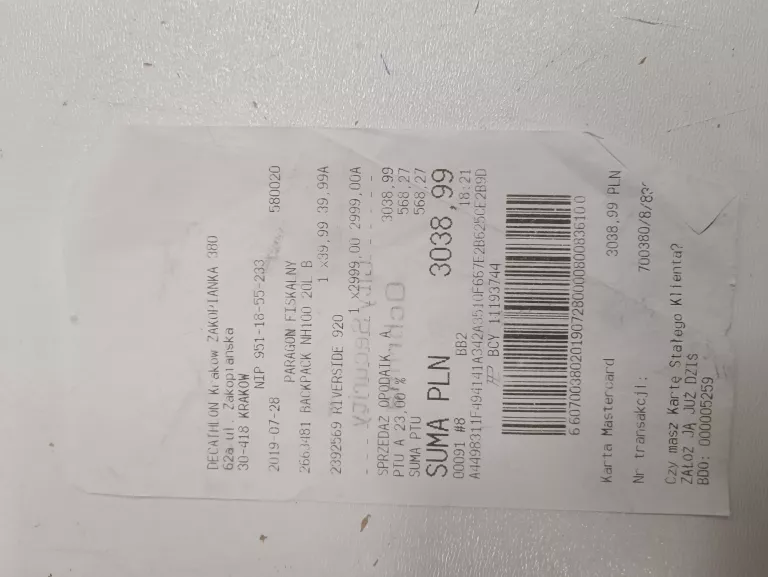 DECATHLON Kraków ZAKOPIANKA 380
62a ul. Zakopiańska
30-418 KRAKÓW
NIP 951-18-55-233
2019-07-28 580020
PARAGON FISKALNY
2663481 BACKPACK NH100 20L B
1 x39,99 39,99A
2392569 RIVERSIDE 920
1 x2999,00 2999,00A
SPRZEDAŻ OPODATK. A 3038,99
PTU A 23,00 % 568,27
SUMA PTU 568,27
SUMA PLN 3038,99
00091 #8 BB2 18:21
BCY 11193744
Karta Mastercard 3038,99 PLN
Nr transakcji: 700380/8/83
Czy masz Kartę Stałego Klienta?
ZAŁÓŻ JĄ JUŻ DZIŚ
BDO: 000005259